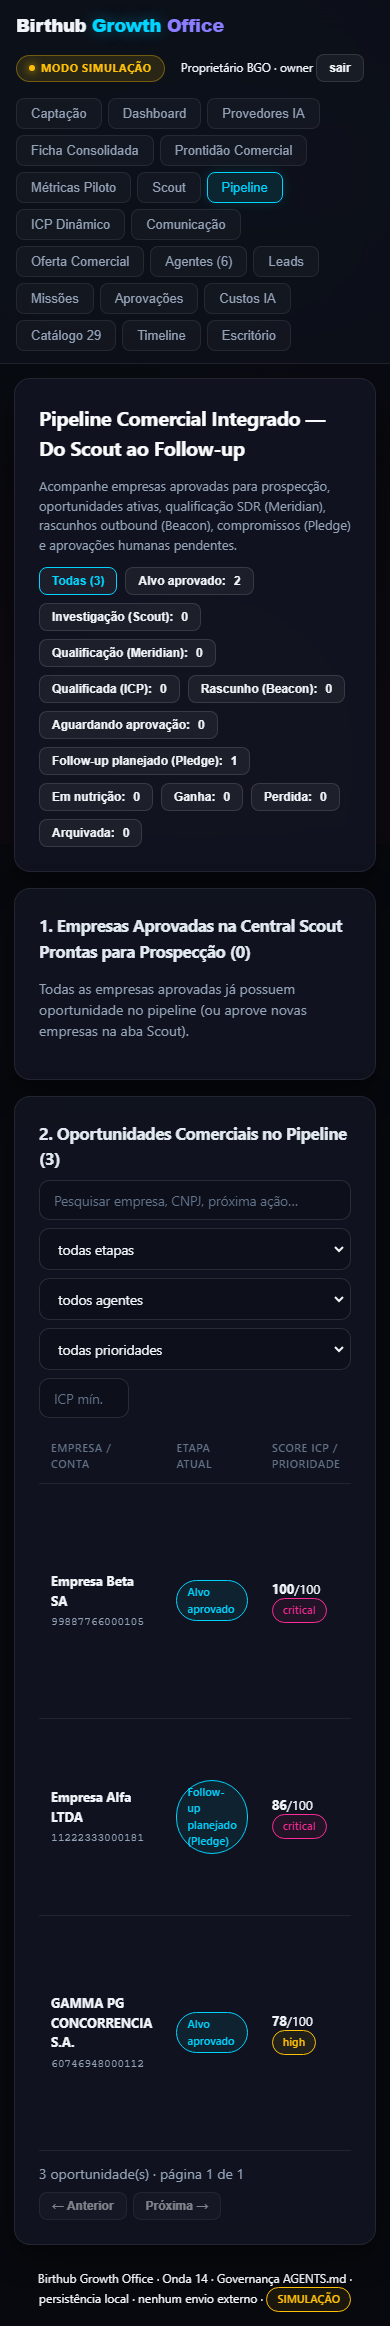 Birthub Growth Office
MODO SIMULAÇÃO Proprietário BGO · owner sair
Captação Dashboard Provedores IA
Ficha Consolidada Prontidão Comercial
Métricas Piloto Scout Pipeline
ICP Dinâmico Comunicação
Oferta Comercial Agentes (6) Leads
Missões Aprovações Custos IA
Catálogo 29 Timeline Escritório
Pipeline Comercial Integrado —
Do Scout ao Follow-up
Acompanhe empresas aprovadas para prospecção,
oportunidades ativas, qualificação SDR (Meridian),
rascunhos outbound (Beacon), compromissos (Pledge)
e aprovações humanas pendentes.
Todas (3) Alvo aprovado: 2
Investigação (Scout): 0
Qualificação (Meridian): 0
Qualificada (ICP): 0 Rascunho (Beacon): 0
Aguardando aprovação: 0
Follow-up planejado (Pledge): 1
Em nutrição: 0 Ganha: 0 Perdida: 0
Arquivada: 0
1. Empresas Aprovadas na Central Scout
Prontas para Prospecção (0)
Todas as empresas aprovadas já possuem
oportunidade no pipeline (ou aprove novas
empresas na aba Scout).
2. Oportunidades Comerciais no Pipeline
(3)
Pesquisar empresa, CNPJ, próxima ação...
todas etapas
todos agentes
todas prioridades
ICP mín.
EMPRESA /
CONTA
ETAPA
ATUAL
SCORE ICP /
PRIORIDADE
Empresa Beta
SA
99887766000105
Alvo
aprovado
100/100
critical
Empresa Alfa
LTDA
11222333000181
Follow-
up
planejado
(Pledge)
86/100
critical
GAMMA PG
CONCORRENCIA
S.A.
60746948000112
Alvo
aprovado
78/100
high
3 oportunidade(s) · página 1 de 1
← Anterior Próxima →
Birthub Growth Office · Onda 14 · Governança AGENTS.md ·
persistência local · nenhum envio externo · SIMULAÇÃO